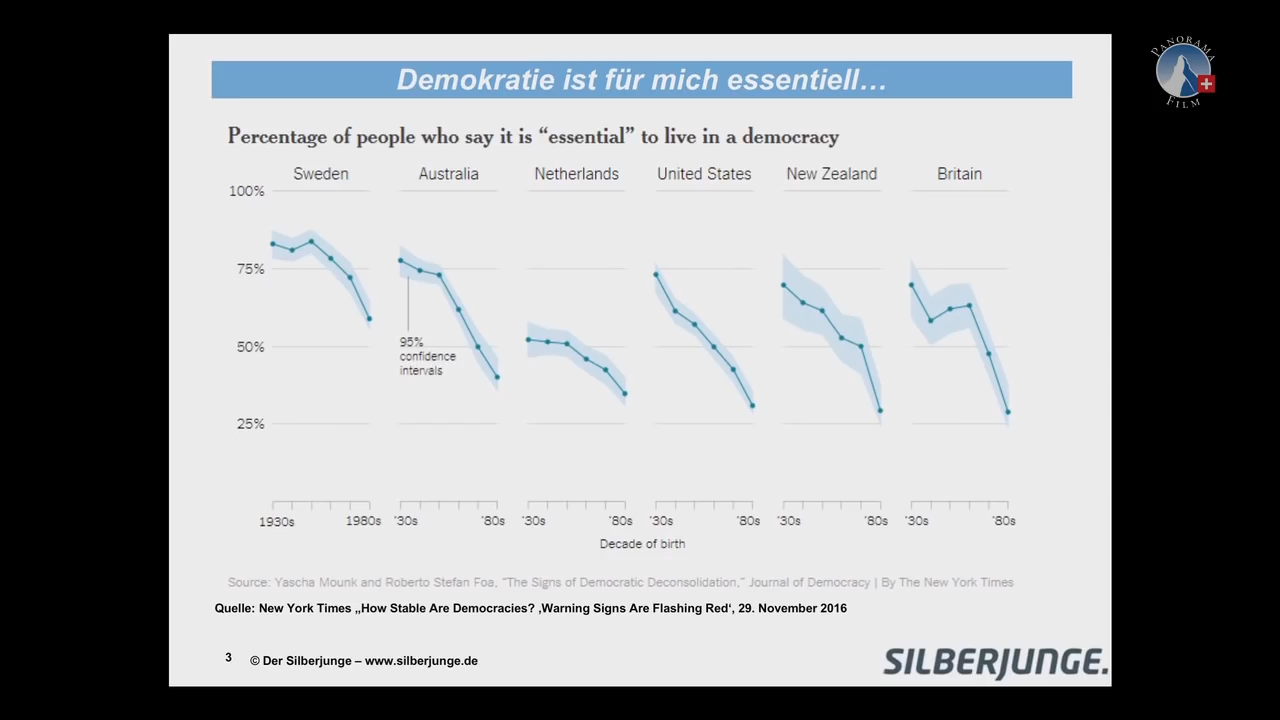 Demokratie ist für mich essentiell…
PANORAMA
FILM
Percentage of people who say it is “essential” to live in a democracy
Sweden Australia Netherlands United States New Zealand Britain
100%
75%
50%
25%
95%
confidence
intervals
1930s 1980s ’30s ’80s ’30s ’80s ’30s ’80s ’30s ’80s ’30s ’80s
Decade of birth
Source: Yascha Mounk and Roberto Stefan Foa, “The Signs of Democratic Deconsolidation,” Journal of Democracy | By The New York Times
Quelle: New York Times „How Stable Are Democracies? ‚Warning Signs Are Flashing Red‘, 29. November 2016
3 © Der Silberjunge – www.silberjunge.de
SILBERJUNGE.